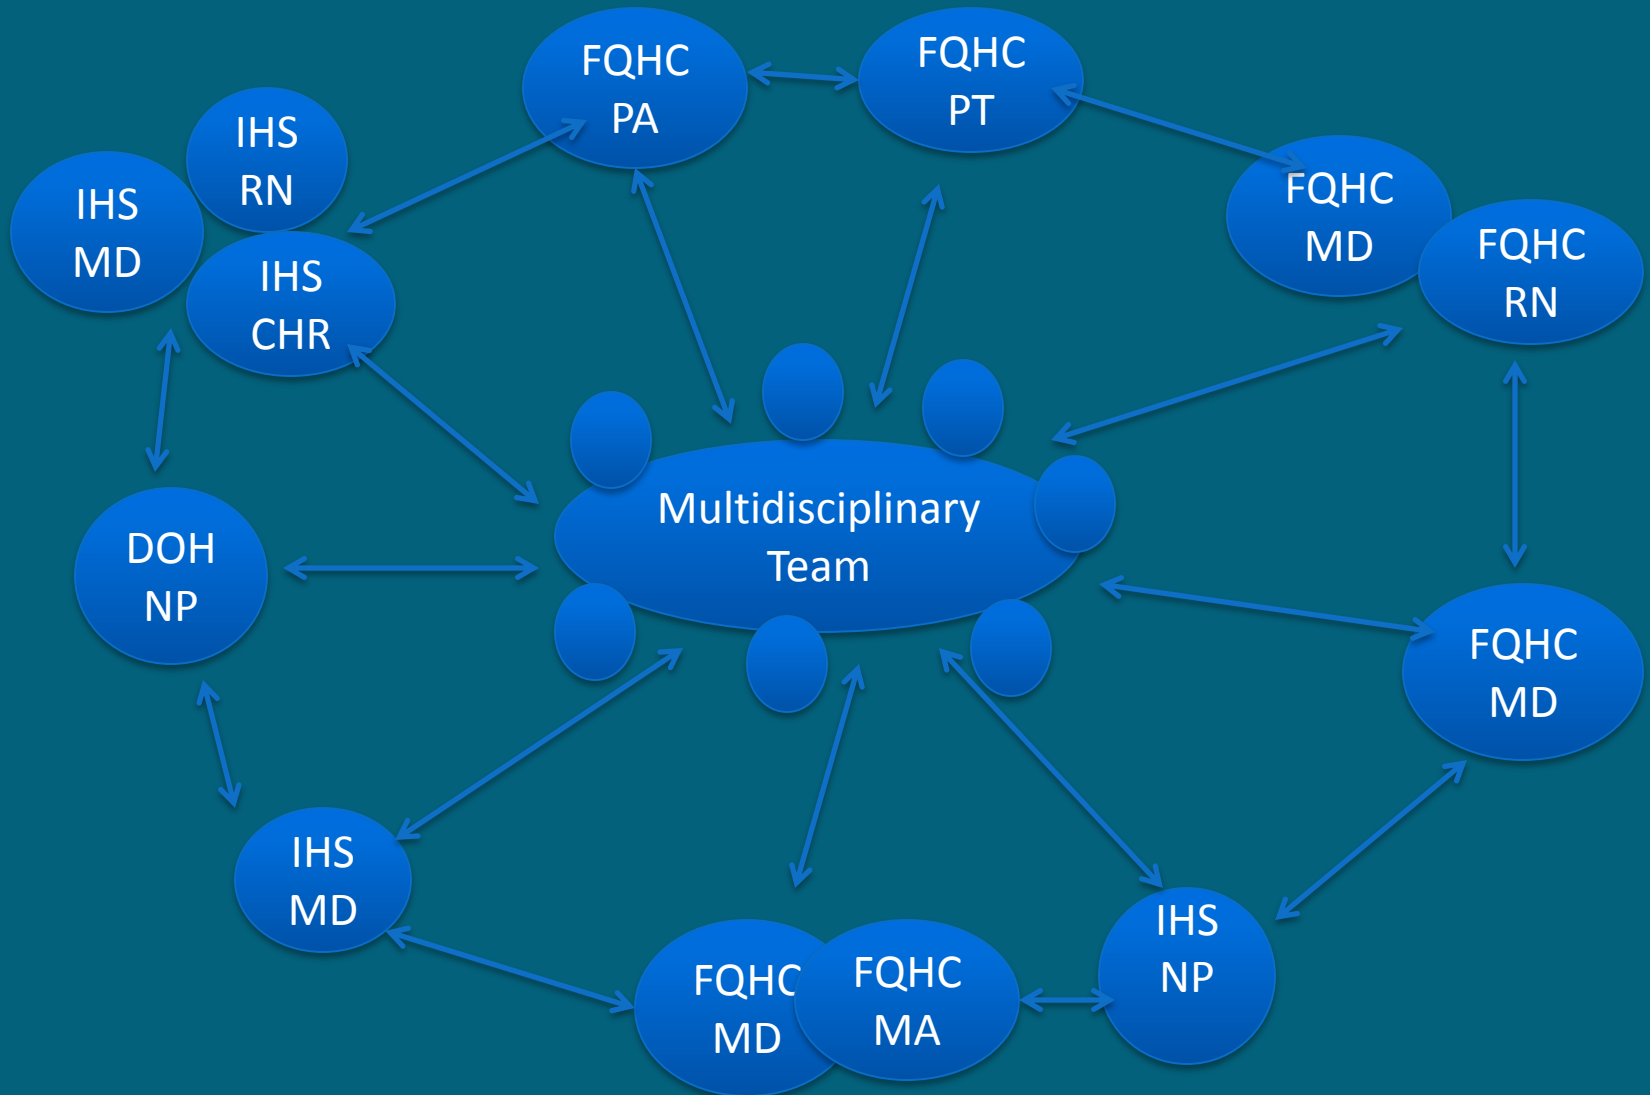 FQHC
PA
FQHC
PT
IHS
RN
IHS
MD
IHS
CHR
FQHC
MD
FQHC
RN
Multidisciplinary
Team
DOH
NP
FQHC
MD
IHS
MD
FQHC
MD
FQHC
MA
IHS
NP